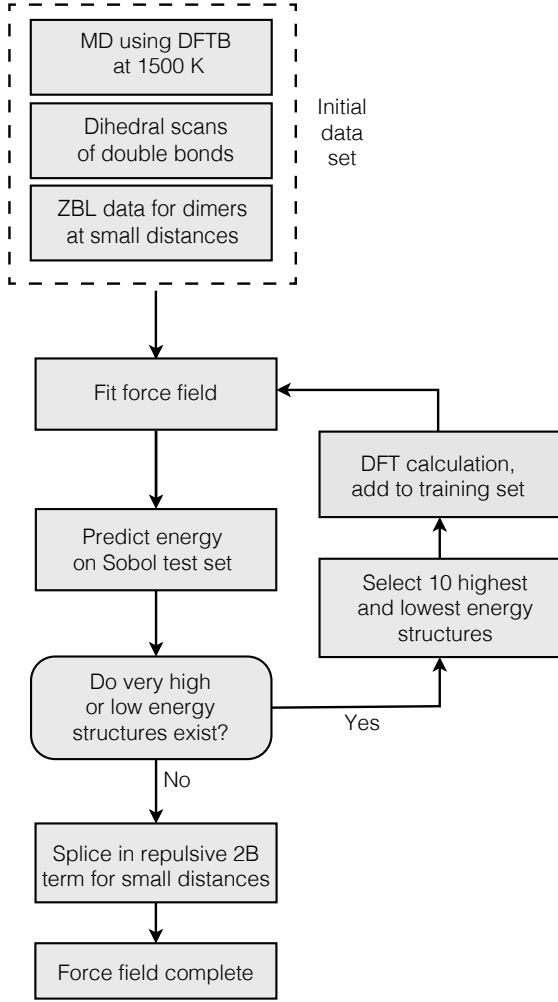 MD using DFTB
at 1500 K
Dihedral scans
of double bonds
ZBL data for dimers
at small distances
Initial
data
set
Fit force field
Predict energy
on Sobol test set
Do very high
or low energy
structures exist?
Yes
Select 10 highest
and lowest energy
structures
DFT calculation,
add to training set
No
Splice in repulsive 2B
term for small distances
Force field complete